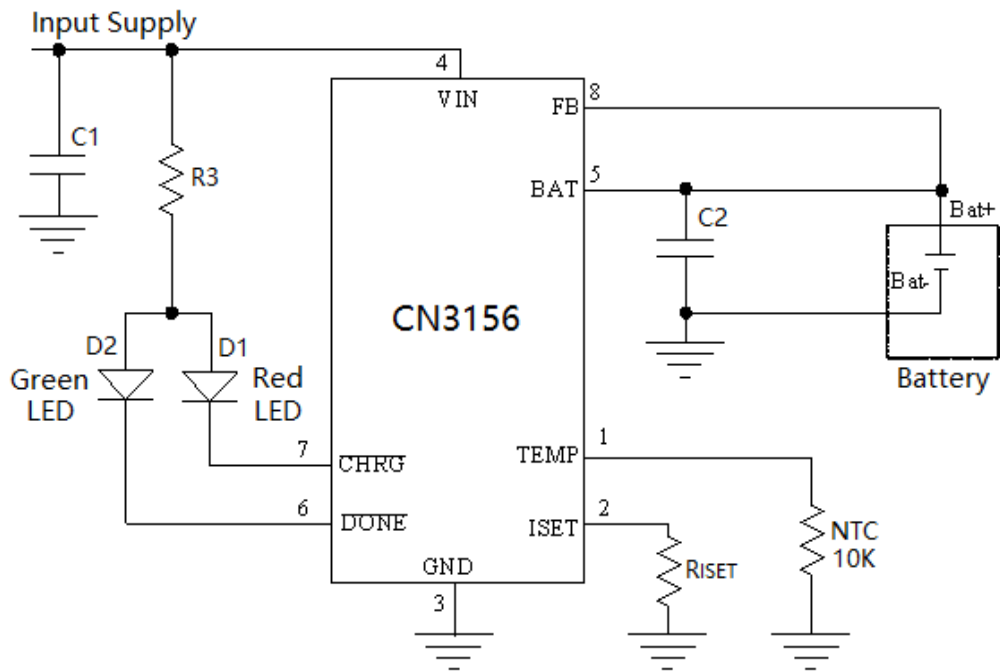 Input Supply
4
VIN
8
FB
C1
R3
5
BAT
C2
Bat+
Bat-
CN3156
Battery
D2
D1
Green
LED
Red
LED
7
CHRG
1
TEMP
6
DONE
2
ISET
NTC
10K
RISET
GND
3